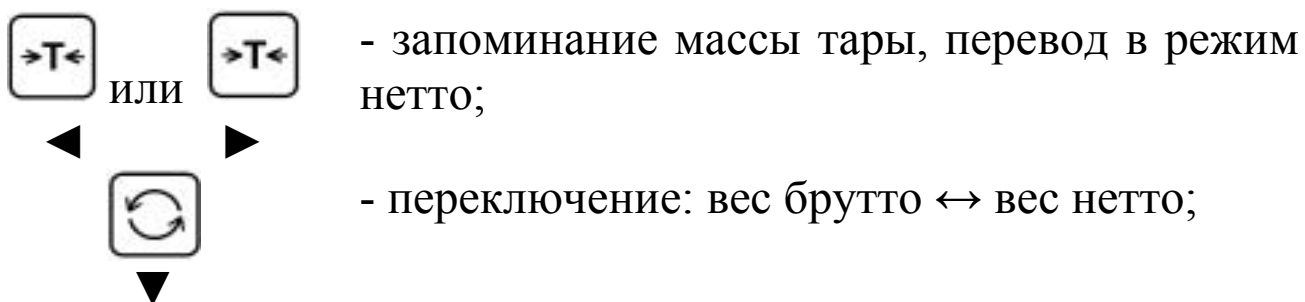 →T← или →T← - запоминание массы тары, перевод в режим
нетто;
◄ ►
- переключение: вес брутто ↔ вес нетто;
▼